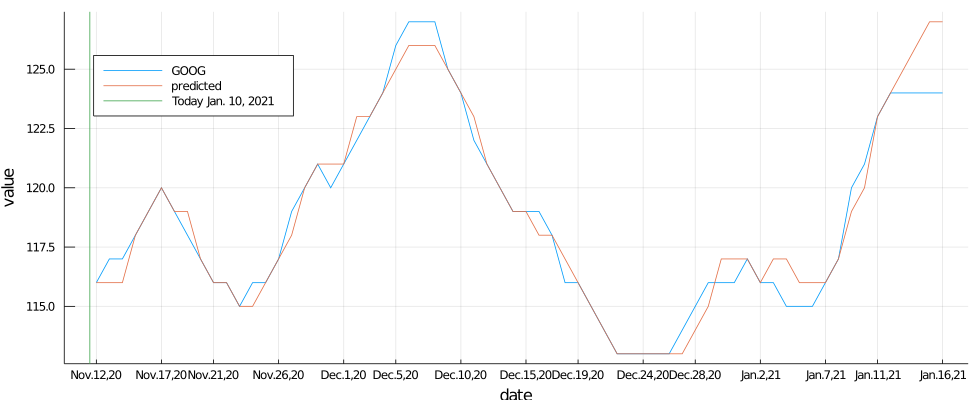 GOOG
predicted
Today Jan. 10, 2021
125.0
122.5
120.0
117.5
115.0
value
Nov.12,20 Nov.17,20 Nov.21,20 Nov.26,20 Dec.1,20 Dec.5,20 Dec.10,20 Dec.15,20 Dec.19,20 Dec.24,20 Dec.28,20 Jan.2,21 Jan.7,21 Jan.11,21 Jan.16,21
date